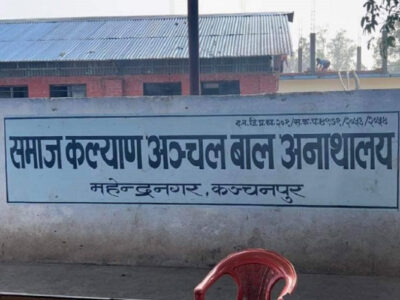 समाज कल्याण अञ्चल बाल अनाथालय
महेन्द्रनगर, कञ्चनपुर